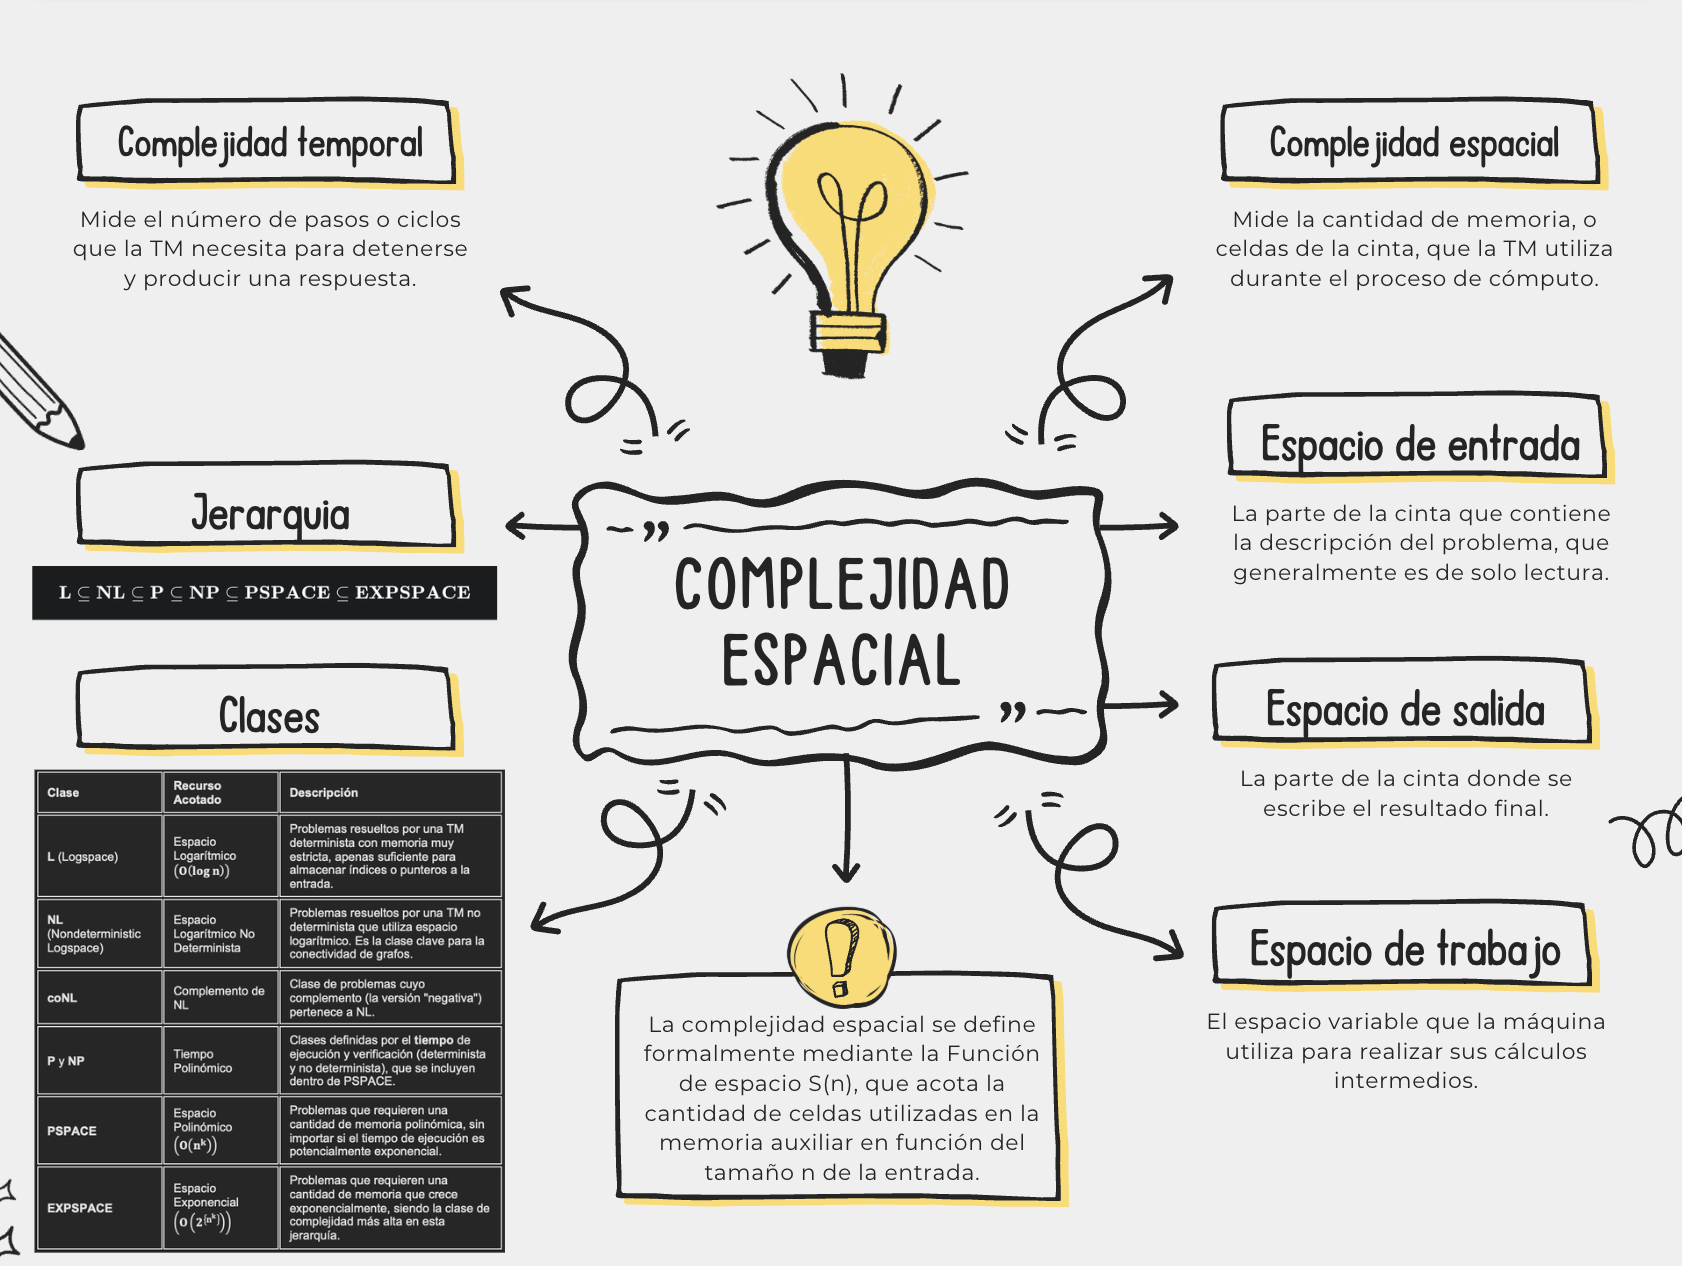 Complejidad temporal
Mide el número de pasos o ciclos
que la TM necesita para detenerse
y producir una respuesta.
Jerarquia
L ⊆ NL ⊆ P ⊆ NP ⊆ PSPACE ⊆ EXPSPACE
Clases
Clase
Recurso
Acotado
Descripción
L (Logspace)
Espacio
Logarítmico
(O(log n))
Problemas resueltos por una TM
determinista con memoria muy
estricta, apenas suficiente para
almacenar índices o punteros a la
entrada.
NL
(Nondeterministic
Logspace)
Espacio
Logarítmico No
Determinista
Problemas resueltos por una TM no
determinista que utiliza espacio
logarítmico. Es la clase clave para la
conectividad de grafos.
coNL
Complemento de
NL
Clase de problemas cuyo
complemento (la versión "negativa")
pertenece a NL.
P y NP
Tiempo
Polinómico
Clases definidas por el tiempo de
ejecución y verificación (determinista
y no determinista), que se incluyen
dentro de PSPACE.
PSPACE
Espacio
Polinómico
(O(n^k))
Problemas que requieren una
cantidad de memoria polinómica, sin
importar si el tiempo de ejecución es
potencialmente exponencial.
EXPSPACE
Espacio
Exponencial
(O(2^{n^k}))
Problemas que requieren una
cantidad de memoria que crece
exponencialmente, siendo la clase de
complejidad más alta en esta
jerarquía.
COMPLEJIDAD
ESPACIAL
La complejidad espacial se define
formalmente mediante la Función
de espacio S(n), que acota la
cantidad de celdas utilizadas en la
memoria auxiliar en función del
tamaño n de la entrada.
Complejidad espacial
Mide la cantidad de memoria, o
celdas de la cinta, que la TM utiliza
durante el proceso de cómputo.
Espacio de entrada
La parte de la cinta que contiene
la descripción del problema, que
generalmente es de solo lectura.
Espacio de salida
La parte de la cinta donde se
escribe el resultado final.
Espacio de trabajo
El espacio variable que la máquina
utiliza para realizar sus cálculos
intermedios.